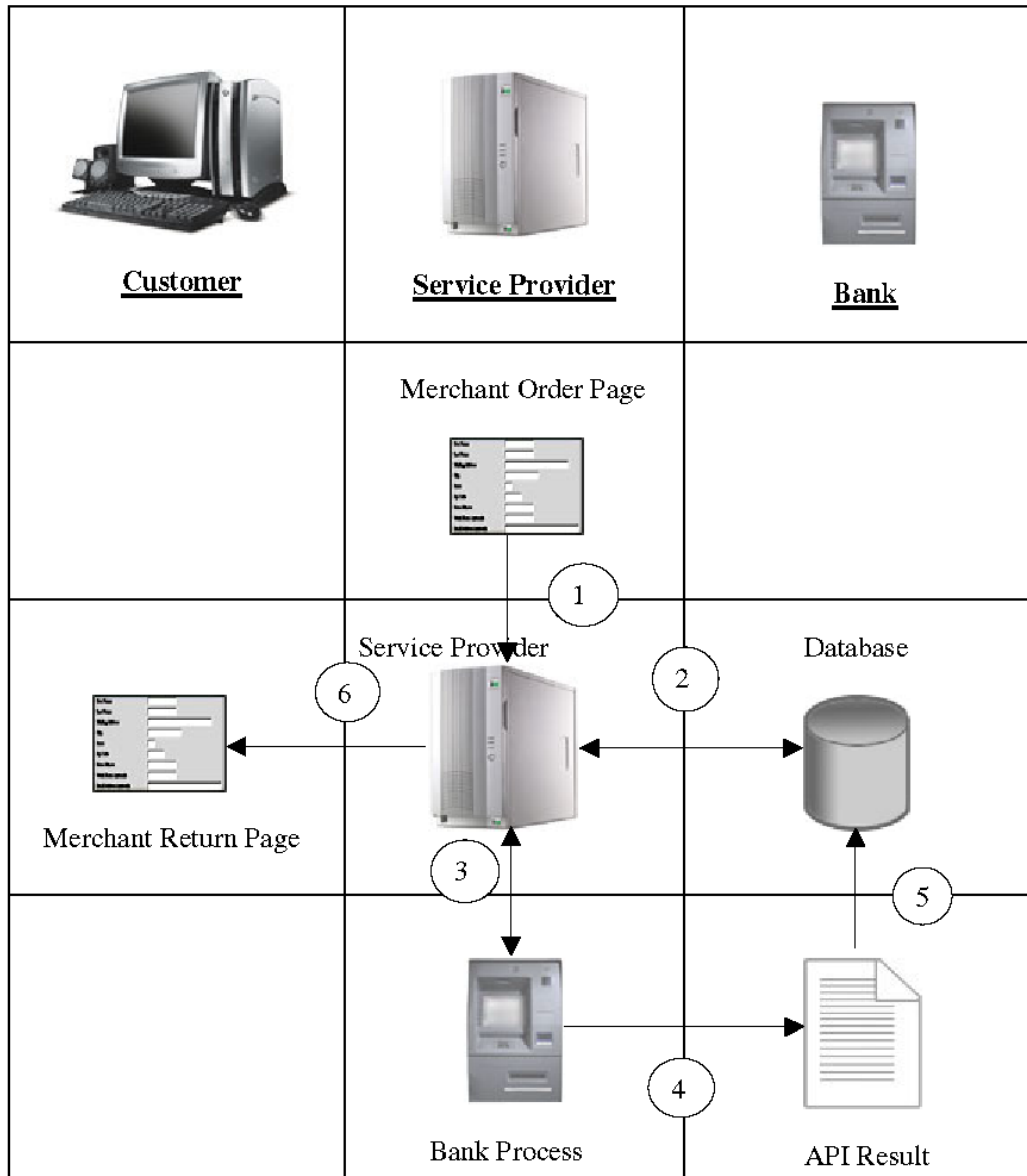 Customer
Service Provider
Bank
Merchant Order Page
1
Service Provider
Database
6
2
Merchant Return Page
3
5
4
Bank Process
API Result